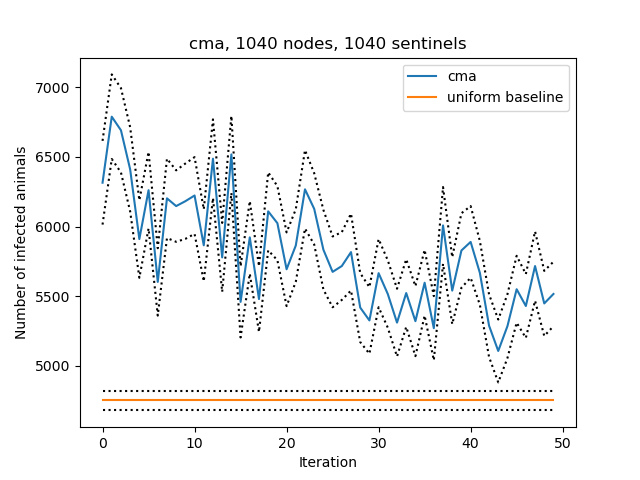 cma, 1040 nodes, 1040 sentinels
cma
uniform baseline
Number of infected animals
7000
6500
6000
5500
5000
0 10 20 30 40 50
Iteration